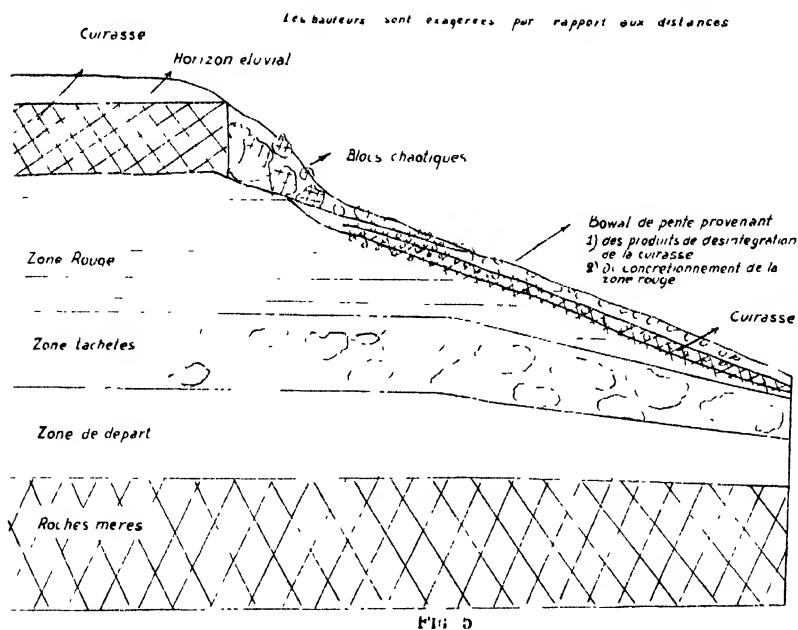 Les hauteurs sont exagerées par rapport aux distances
Cuirasse
Horizon eluvial
Blocs chaotiques
Bowal de pente provenant
1) des produits de desintegration
de la cuirasse
2) du concretionnement de la
zone rouge
Zone Rouge
Cuirasse
Zone tachetes
Zone de depart
Roches meres
FIG 5